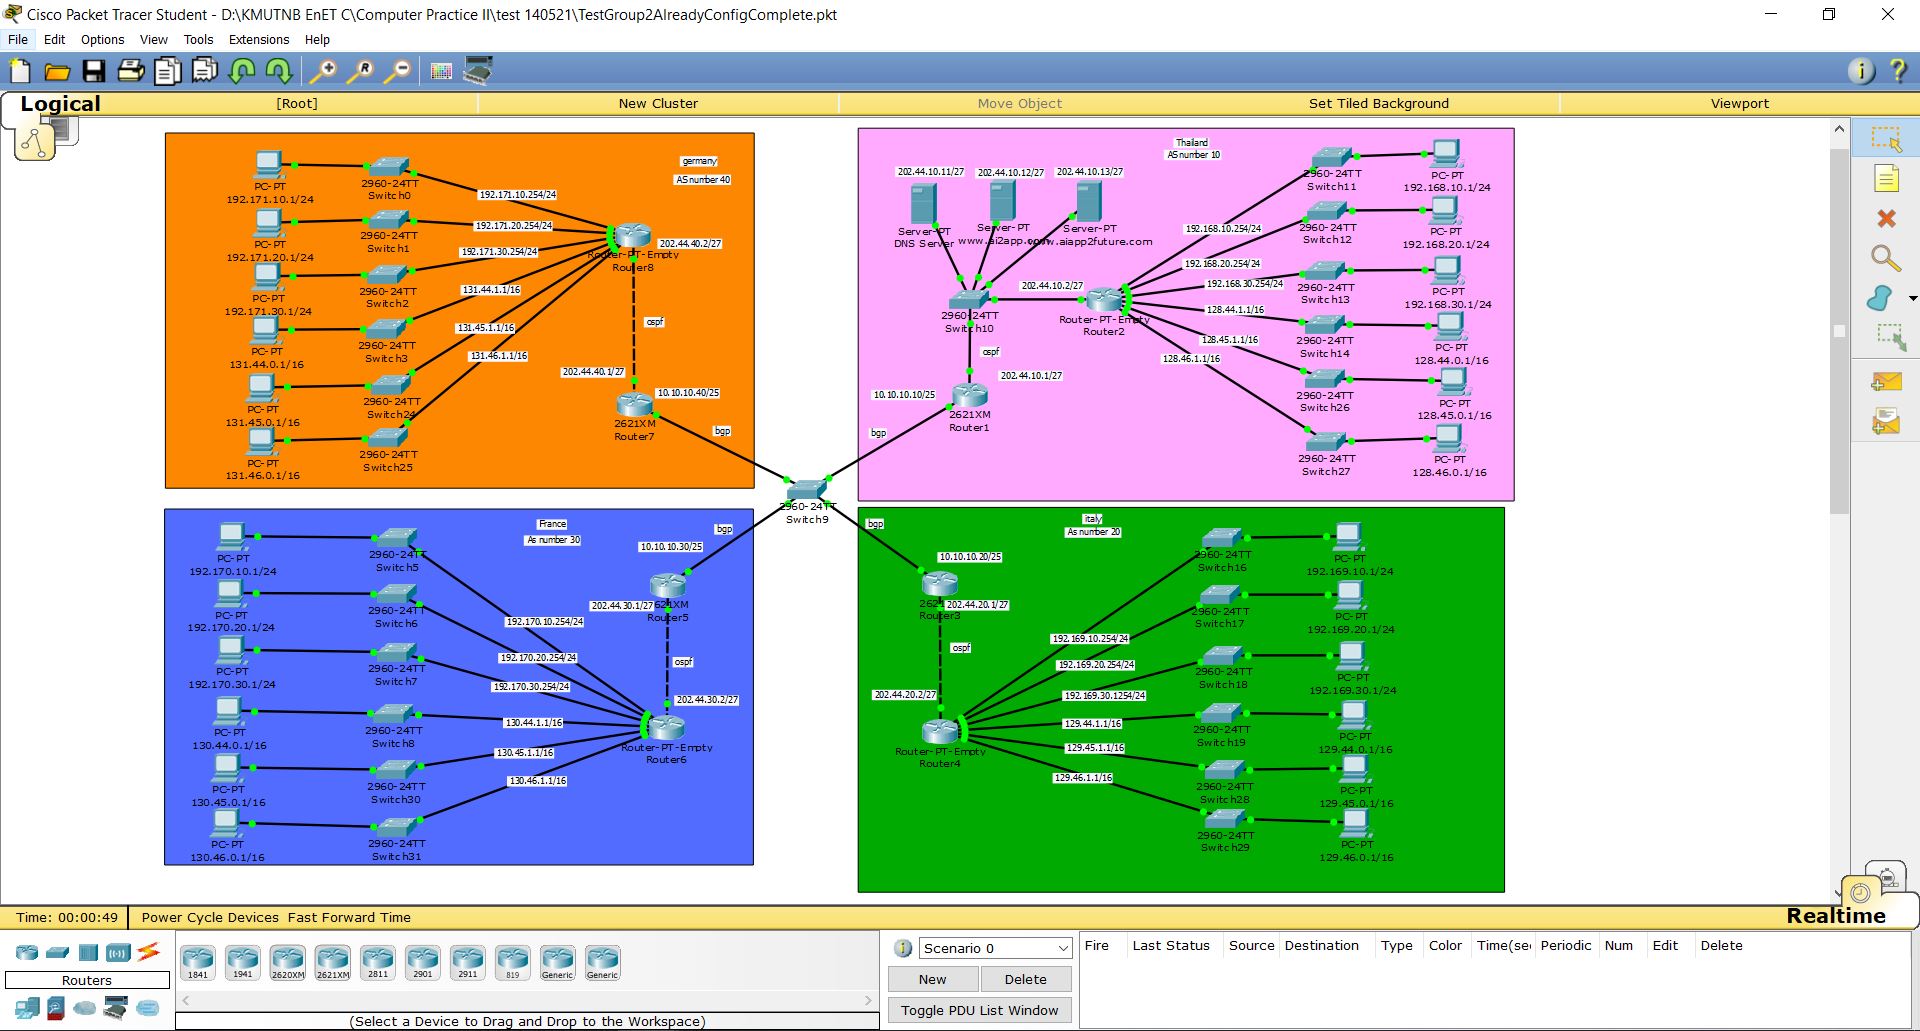 Cisco Packet Tracer Student - D:\KMUTNB EnET C\Computer Practice II\test 140521\TestGroup2AlreadyConfigComplete.pkt
File Edit Options View Tools Extensions Help
Logical [Root] New Cluster Move Object Set Tiled Background Viewport
germany
AS number 40
PC-PT
192.171.10.1/24
2960-24TT
Switch0
192.171.10.254/24
PC-PT
192.171.20.1/24
2960-24TT
Switch1
192.171.20.254/24
PC-PT
192.171.30.1/24
2960-24TT
Switch2
192.171.30.254/24
PC-PT
131.44.0.1/16
2960-24TT
Switch3
131.44.1.1/16
PC-PT
131.45.0.1/16
2960-24TT
Switch24
131.45.1.1/16
PC-PT
131.46.0.1/16
2960-24TT
Switch25
131.46.1.1/16
202.44.40.2/27
Router-PT-Empty
Router8
ospf
202.44.40.1/27
10.10.10.40/25
2621XM
Router7
bgp
Thailand
AS number 10
202.44.10.11/27
202.44.10.12/27
202.44.10.13/27
Server-PT
DNS Server
Server-PT
www.ai2app.com
Server-PT
www.aiapp2future.com
2960-24TT
Switch10
202.44.10.2/27
Router-PT-Empty
Router2
ospf
202.44.10.1/27
10.10.10.10/25
2621XM
Router1
bgp
192.168.10.254/24
192.168.20.254/24
192.168.30.254/24
128.44.1.1/16
128.45.1.1/16
128.46.1.1/16
2960-24TT
Switch11
PC-PT
192.168.10.1/24
2960-24TT
Switch12
PC-PT
192.168.20.1/24
2960-24TT
Switch13
PC-PT
192.168.30.1/24
2960-24TT
Switch14
PC-PT
128.44.0.1/16
2960-24TT
Switch26
PC-PT
128.45.0.1/16
2960-24TT
Switch27
PC-PT
128.46.0.1/16
2960-24TT
Switch9
France
As number 30
bgp
10.10.10.30/25
202.44.30.1/27
2621XM
Router5
ospf
202.44.30.2/27
Router-PT-Empty
Router6
PC-PT
192.170.10.1/24
2960-24TT
Switch5
192.170.10.254/24
PC-PT
192.170.20.1/24
2960-24TT
Switch6
192.170.20.254/24
PC-PT
192.170.30.1/24
2960-24TT
Switch7
192.170.30.254/24
PC-PT
130.44.0.1/16
2960-24TT
Switch8
130.44.1.1/16
PC-PT
130.45.0.1/16
2960-24TT
Switch30
130.45.1.1/16
PC-PT
130.46.0.1/16
2960-24TT
Switch31
130.46.1.1/16
italy
As number 20
bgp
10.10.10.20/25
202.44.20.1/27
Router3
ospf
202.44.20.2/27
Router-PT-Empty
Router4
192.169.10.254/24
192.169.20.254/24
192.169.30.1254/24
129.44.1.1/16
129.45.1.1/16
129.46.1.1/16
2960-24TT
Switch16
PC-PT
192.169.10.1/24
2960-24TT
Switch17
PC-PT
192.169.20.1/24
2960-24TT
Switch18
PC-PT
192.169.30.1/24
2960-24TT
Switch19
PC-PT
129.44.0.1/16
2960-24TT
Switch28
PC-PT
129.45.0.1/16
2960-24TT
Switch29
PC-PT
129.46.0.1/16
Time: 00:00:49 Power Cycle Devices Fast Forward Time
Realtime
Routers
1841 1941 2620XM 2621XM 2811 2901 2911 819 Generic Generic
(Select a Device to Drag and Drop to the Workspace)
Scenario 0
New Delete
Toggle PDU List Window
Fire Last Status Source Destination Type Color Time(sec Periodic Num Edit Delete